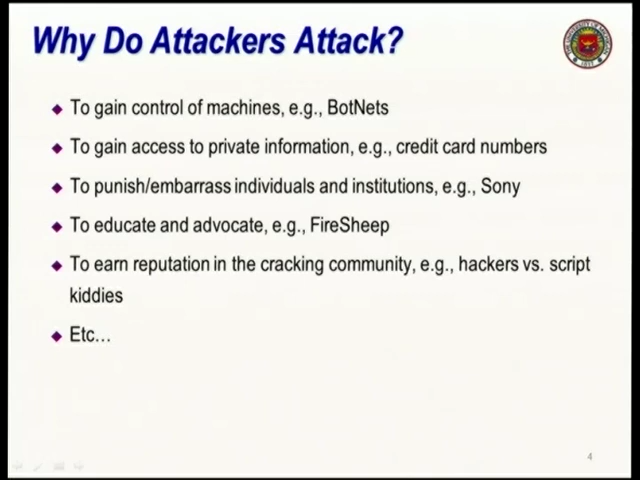 Why Do Attackers Attack?
To gain control of machines, e.g., BotNets
To gain access to private information, e.g., credit card numbers
To punish/embarrass individuals and institutions, e.g., Sony
To educate and advocate, e.g., FireSheep
To earn reputation in the cracking community, e.g., hackers vs. script
kiddies
Etc...
4